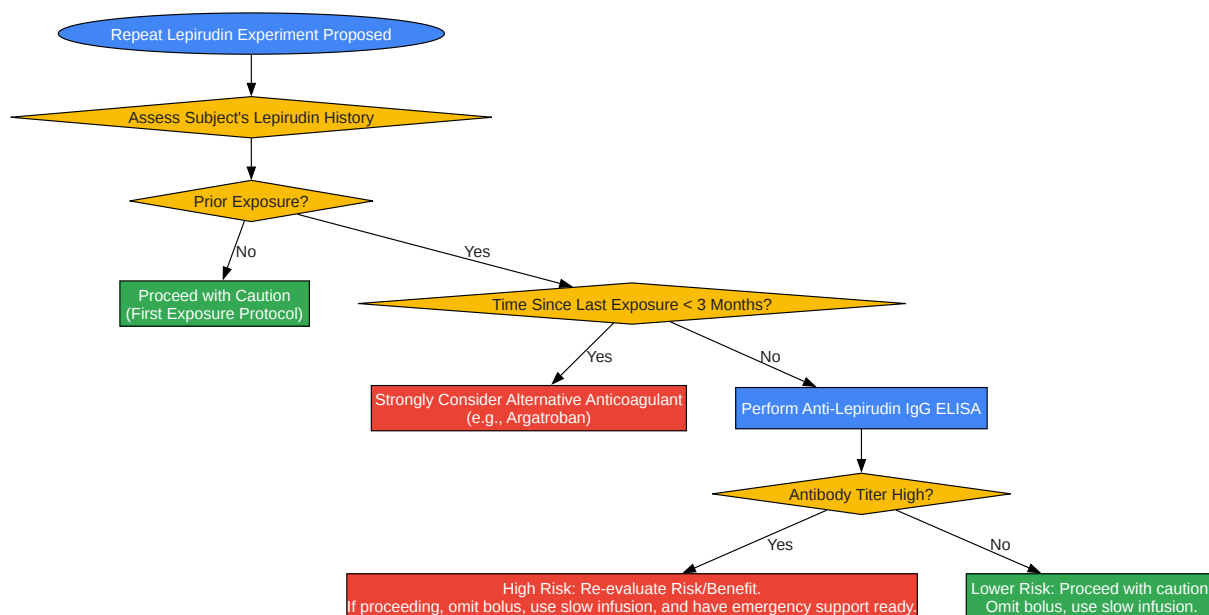 Repeat Lepirudin Experiment Proposed
Assess Subject's Lepirudin History
Prior Exposure?
No
Yes
Proceed with Caution
(First Exposure Protocol)
Time Since Last Exposure < 3 Months?
Yes
No
Strongly Consider Alternative Anticoagulant
(e.g., Argatroban)
Perform Anti-Lepirudin IgG ELISA
Antibody Titer High?
Yes
No
High Risk: Re-evaluate Risk/Benefit.
If proceeding, omit bolus, use slow infusion, and have emergency support ready.
Lower Risk: Proceed with caution
Omit bolus, use slow infusion.